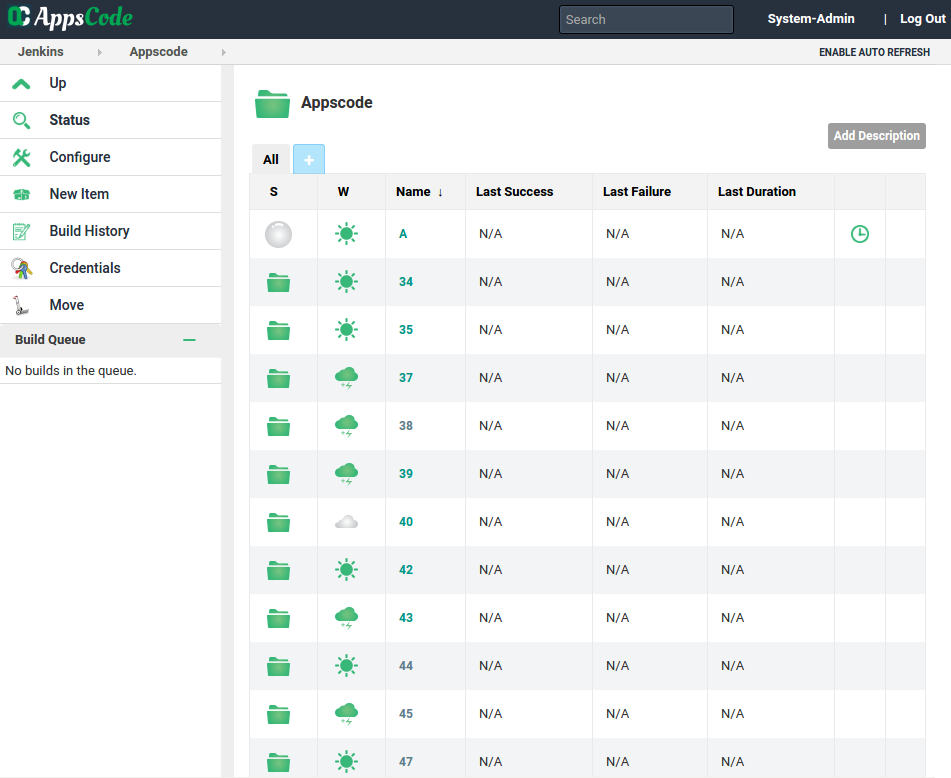 AppsCode
Search
System-Admin | Log Out
Jenkins Appscode
ENABLE AUTO REFRESH
Up
Status
Configure
New Item
Build History
Credentials
Move
Build Queue
No builds in the queue.
Appscode
Add Description
All +
S W Name ↓ Last Success Last Failure Last Duration
A N/A N/A N/A
34 N/A N/A N/A
35 N/A N/A N/A
37 N/A N/A N/A
38 N/A N/A N/A
39 N/A N/A N/A
40 N/A N/A N/A
42 N/A N/A N/A
43 N/A N/A N/A
44 N/A N/A N/A
45 N/A N/A N/A
47 N/A N/A N/A